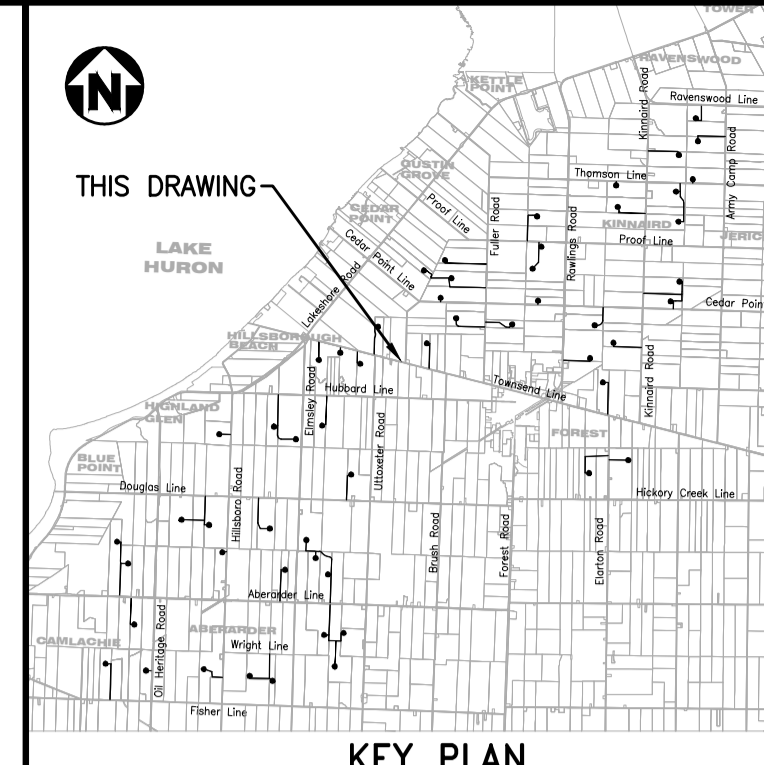 TOWER
RAVENSWOOD
KETTLE
POINT
N
Ravenswood Line
Kinnaird Road
Army Camp Road
Thomson Line
GUSTIN
GROVE
THIS DRAWING
CEDAR
POINT
Proof Line
Fuller Road
Rawlings Road
KINNAIRD
Proof Line
JERIC
LAKE
HURON
Cedar Point Line
Lakeshore Road
Cedar Poin
HILLSBOROUGH
BEACH
Elmsley Road
Hubbard Line
Townsend Line
Kinnaird Road
HIGHLAND
GLEN
Uttoxeter Road
FOREST
BLUE
POINT
Douglas Line
Hillsboro Road
Hickory Creek Line
Brush Road
Forest Road
Elarton Road
Aberarder Line
Oil Heritage Road
CAMLACHIE
ABERARDER
Wright Line
Fisher Line
KEY PLAN